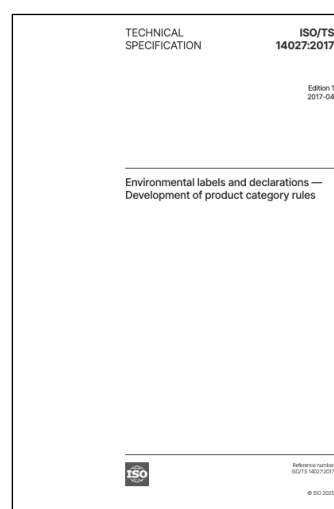 TECHNICAL
SPECIFICATION
ISO/TS
14027:2017
Edition 1
2017-04
Environmental labels and declarations —
Development of product category rules
ISO
Reference number
ISO/TS 14027:2017
© ISO 2025